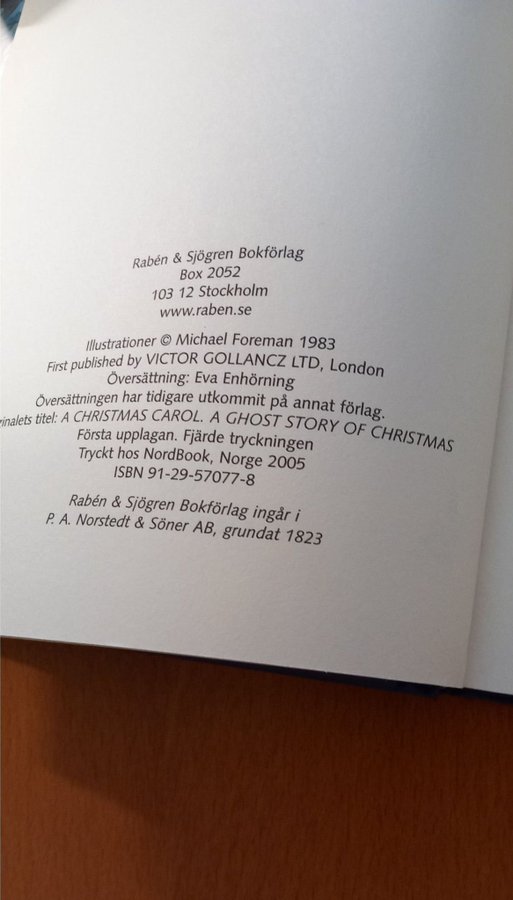 Rabén & Sjögren Bokförlag
Box 2052
103 12 Stockholm
www.raben.se
Illustrationer © Michael Foreman 1983
First published by VICTOR GOLLANCZ LTD, London
Översättning: Eva Enhörning
Översättningen har tidigare utkommit på annat förlag.
titel: A CHRISTMAS CAROL. A GHOST STORY OF CHRISTMAS
Första upplagan. Fjärde tryckningen
Tryckt hos NordBook, Norge 2005
ISBN 91-29-57077-8
Rabén & Sjögren Bokförlag ingår i
P. A. Norstedt & Söner AB, grundat 1823